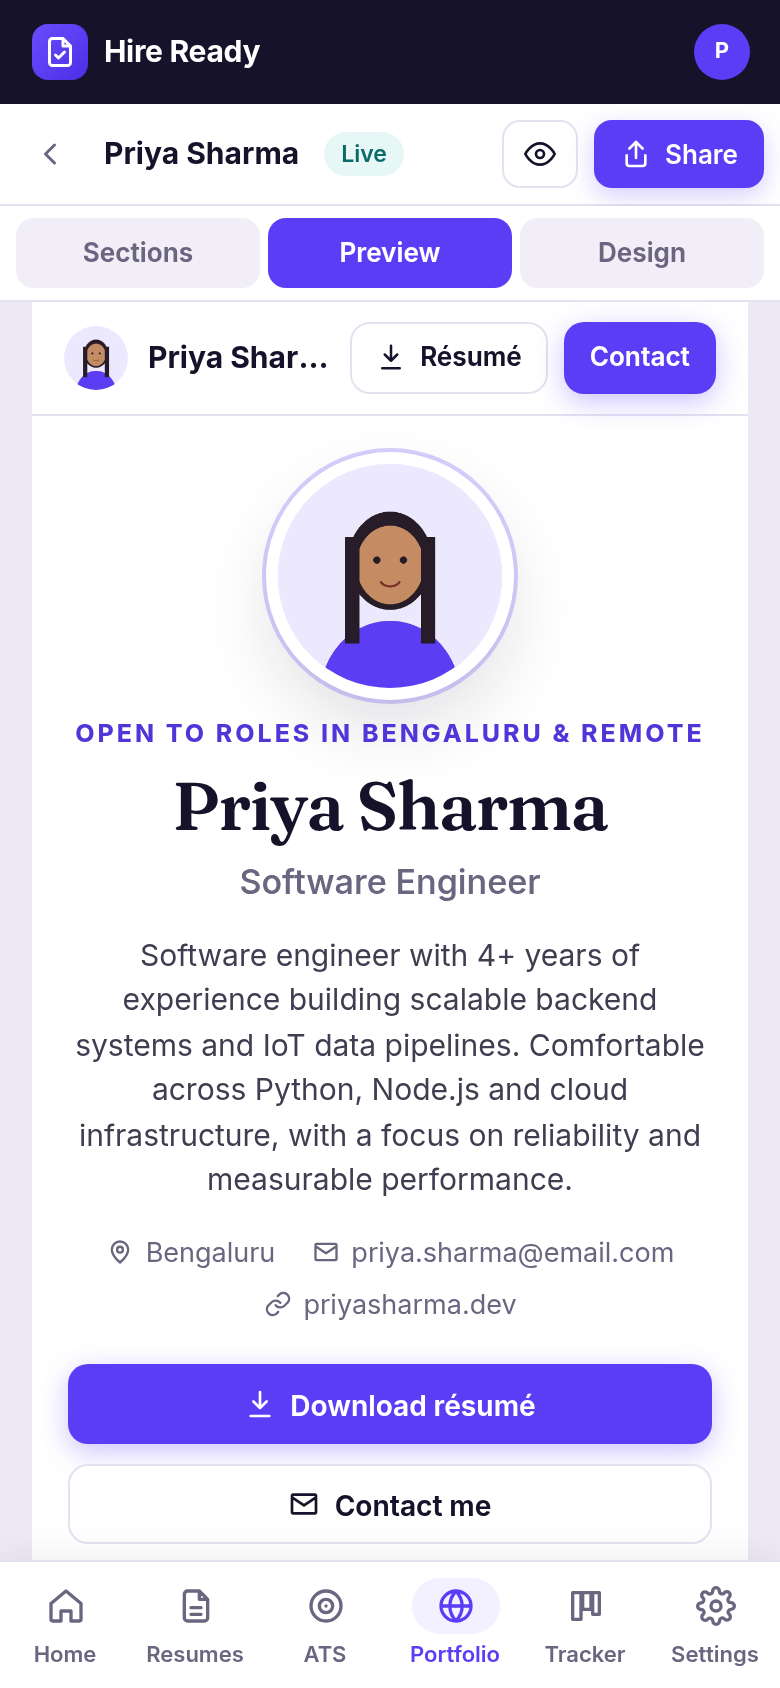 Hire Ready
P
Priya Sharma
Live
Share
Sections
Preview
Design
Priya Shar...
Résumé
Contact
OPEN TO ROLES IN BENGALURU & REMOTE
Priya Sharma
Software Engineer
Software engineer with 4+ years of
experience building scalable backend
systems and IoT data pipelines. Comfortable
across Python, Node.js and cloud
infrastructure, with a focus on reliability and
measurable performance.
Bengaluru
priya.sharma@email.com
priyasharma.dev
Download résumé
Contact me
Home
Resumes
ATS
Portfolio
Tracker
Settings